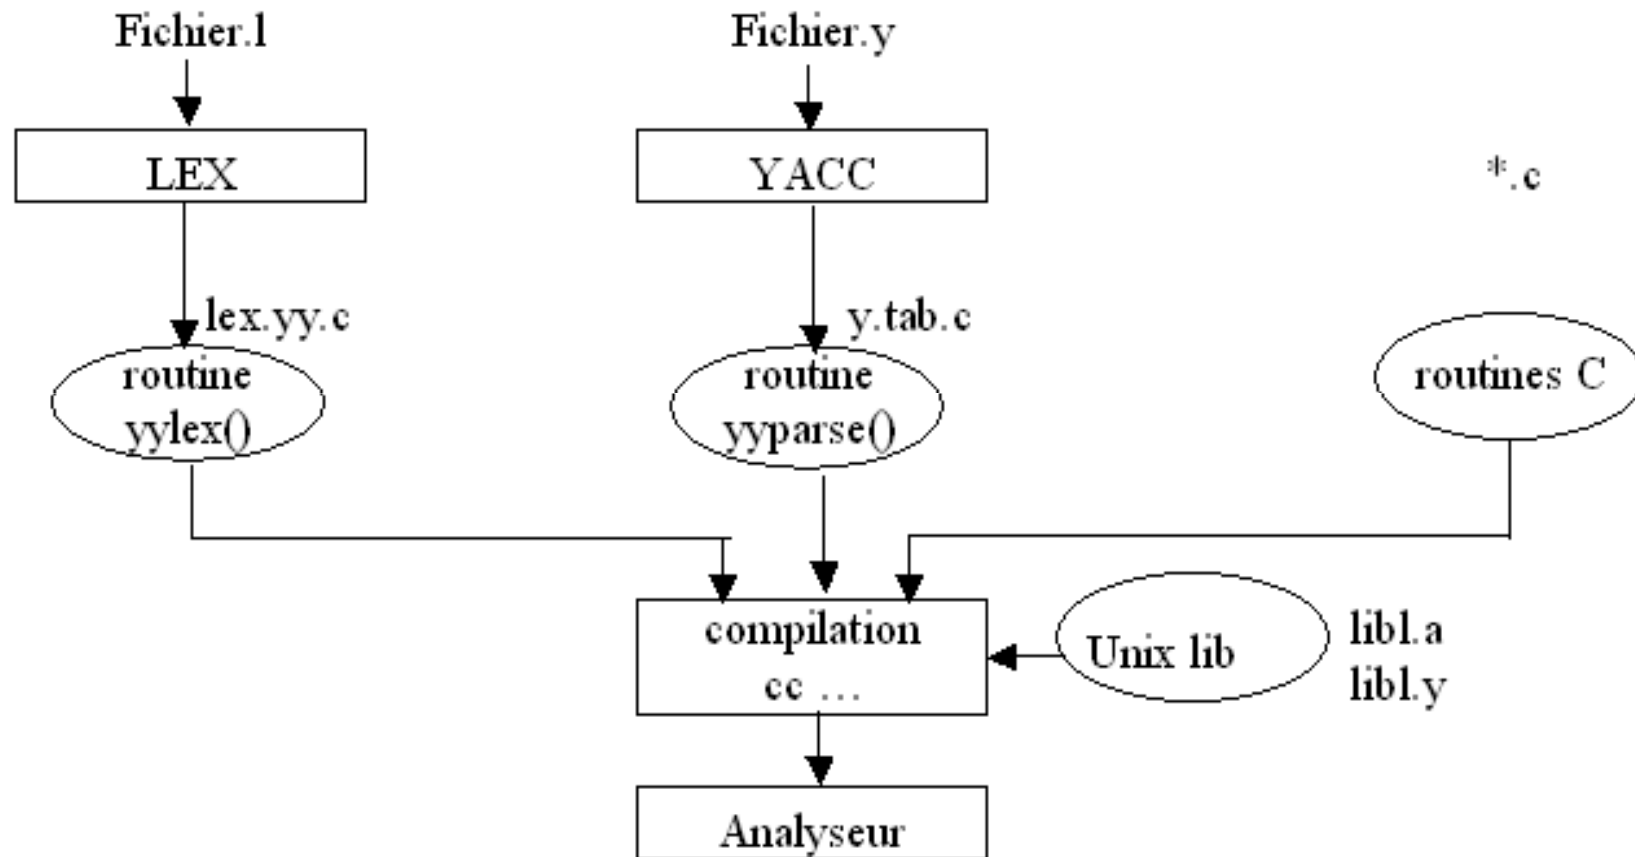 Fichier.l
Fichier.y
LEX
YACC
*.c
lex.yy.c
y.tab.c
routine
yylex()
routine
yyparse()
routines C
compilation
cc ...
Unix lib
libl.a
libl.y
Analyseur